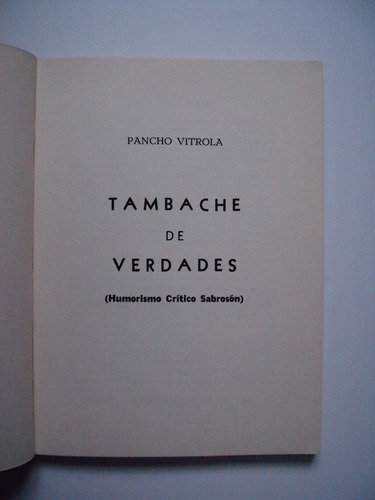 PANCHO VITROLA
TAMBACHE
DE
VERDADES
(Humorismo Crítico Sabrosón)